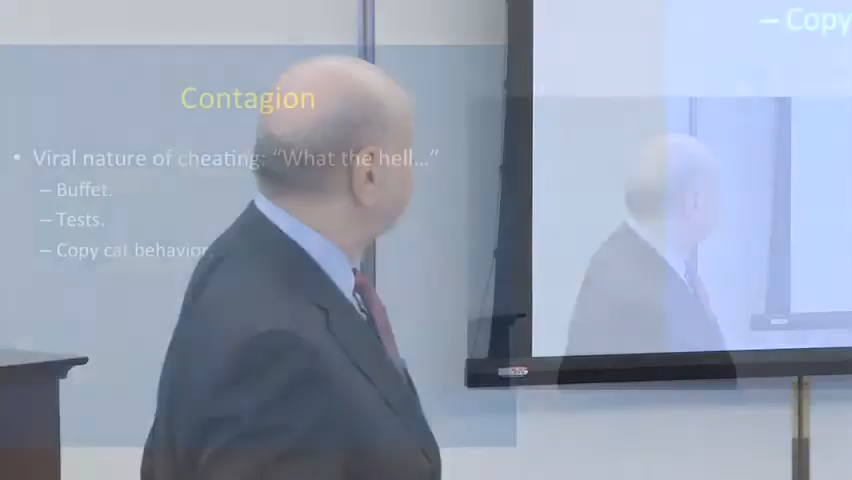 – Copy
Contagion
• Viral nature of cheating: “What the hell…”
– Buffet.
– Tests.
– Copy cat behavior